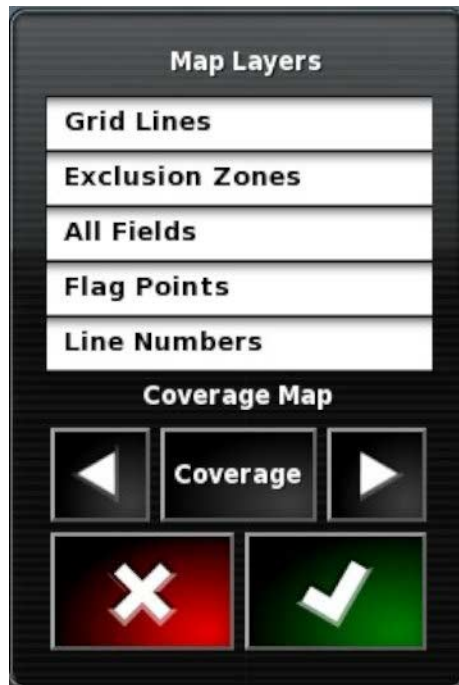 Map Layers
Grid Lines
Exclusion Zones
All Fields
Flag Points
Line Numbers
Coverage Map
Coverage